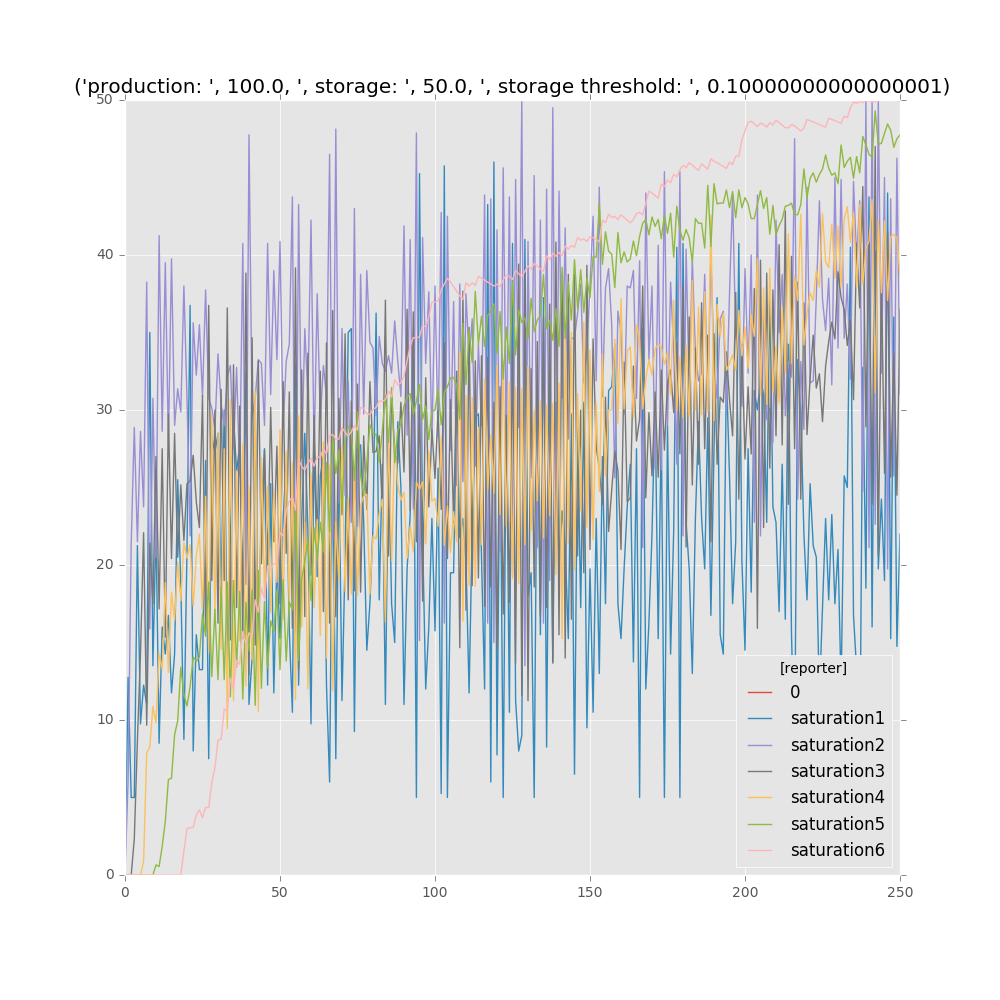 ('production: ', 100.0, ', storage: ', 50.0, ', storage threshold: ', 0.10000000000000001)
50
40
30
20
10
0
0 50 100 150 200 250
[reporter]
0
saturation1
saturation2
saturation3
saturation4
saturation5
saturation6